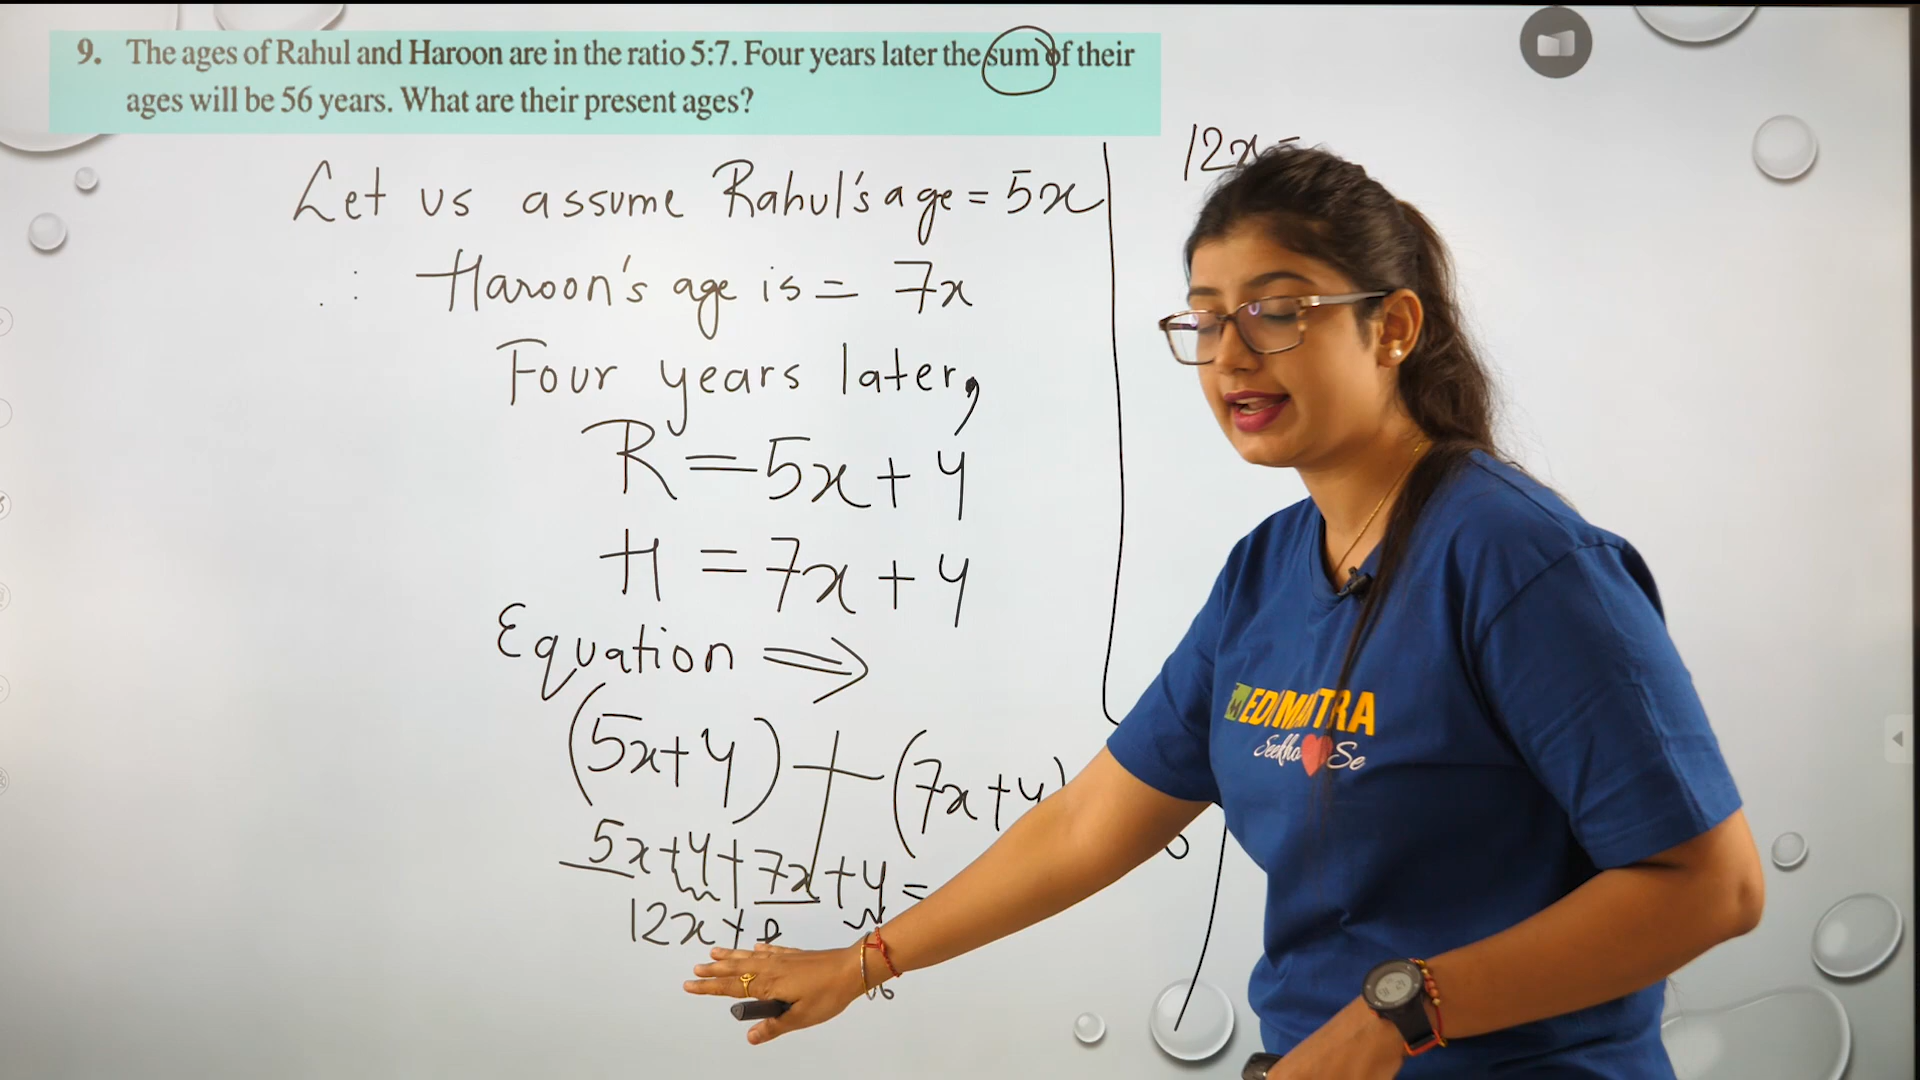 9. The ages of Rahul and Haroon are in the ratio 5:7. Four years later the sum of their
ages will be 56 years. What are their present ages?
Let us assume Rahul's age = 5x
∴ Haroon's age is = 7x
Four years later,
R = 5x + 4
H = 7x + 4
Equation ⇒
(5x+4) + (7x+4)
5x+4+7x+4 =
12x+8
12x =
EDUMANTRA
Seekho ❤ Se